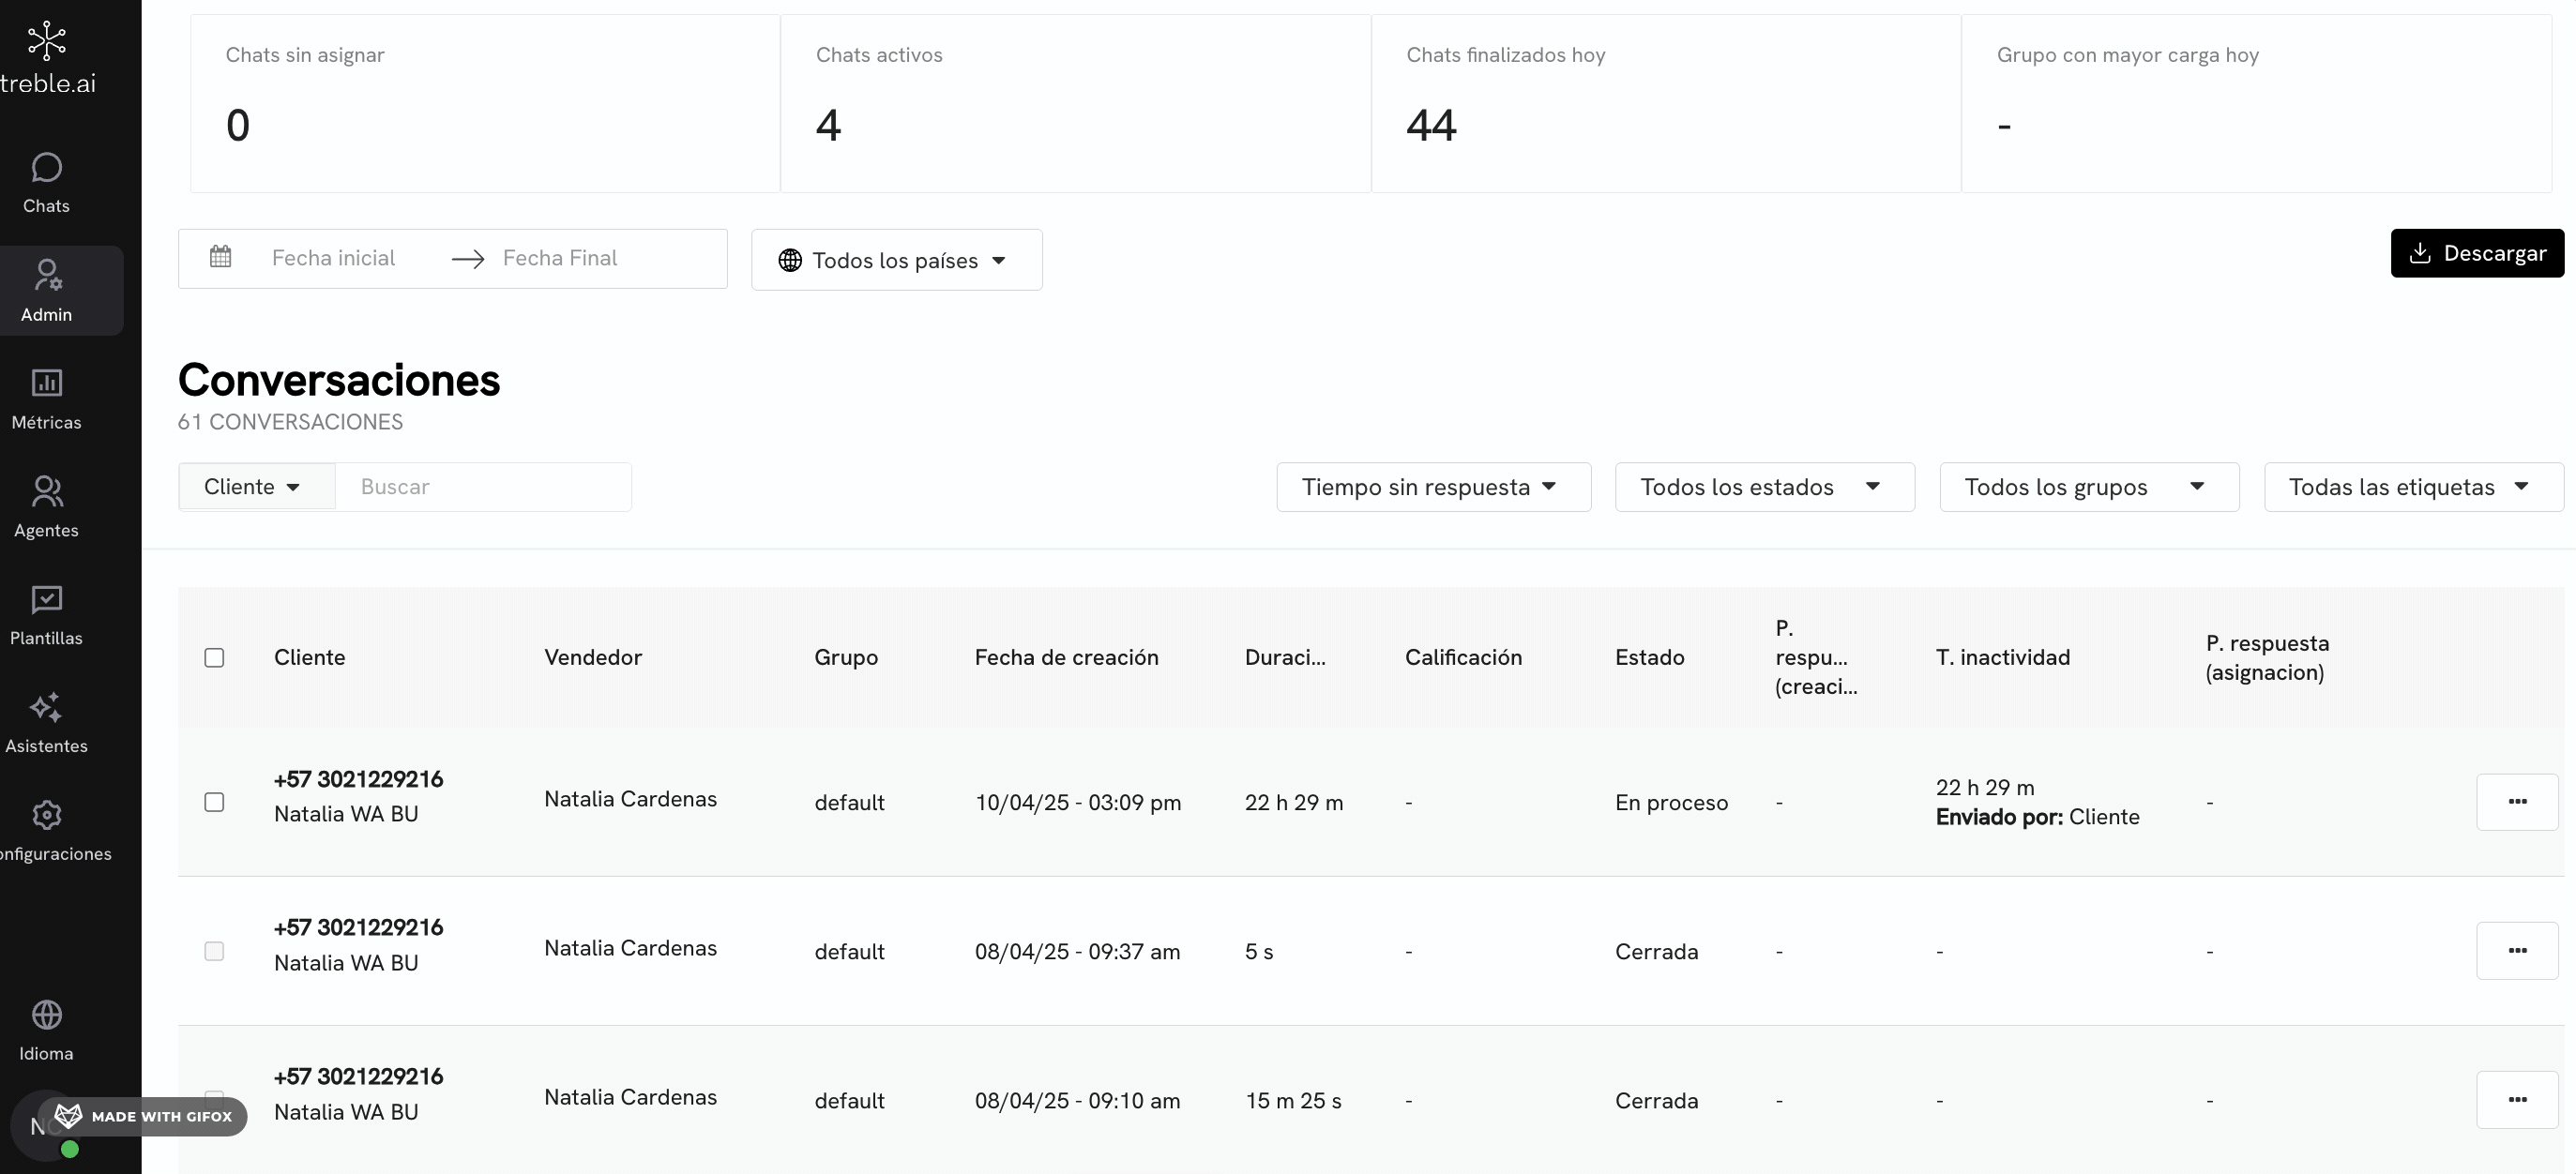 treble.ai
Chats
Admin
Métricas
Agentes
Plantillas
Asistentes
onfiguraciones
Idioma
MADE WITH GIFOX
Chats sin asignar
0
Chats activos
4
Chats finalizados hoy
44
Grupo con mayor carga hoy
-
Fecha inicial
Fecha Final
Todos los países
Descargar
Conversaciones
61 CONVERSACIONES
Cliente
Buscar
Tiempo sin respuesta
Todos los estados
Todos los grupos
Todas las etiquetas
Cliente
Vendedor
Grupo
Fecha de creación
Duraci...
Calificación
Estado
P.
respu...
(creaci...
T. inactividad
P. respuesta
(asignacion)
+57 3021229216
Natalia WA BU
Natalia Cardenas
default
10/04/25 - 03:09 pm
22 h 29 m
-
En proceso
-
22 h 29 m
Enviado por: Cliente
-
+57 3021229216
Natalia WA BU
Natalia Cardenas
default
08/04/25 - 09:37 am
5 s
-
Cerrada
-
-
-
+57 3021229216
Natalia WA BU
Natalia Cardenas
default
08/04/25 - 09:10 am
15 m 25 s
-
Cerrada
-
-
-